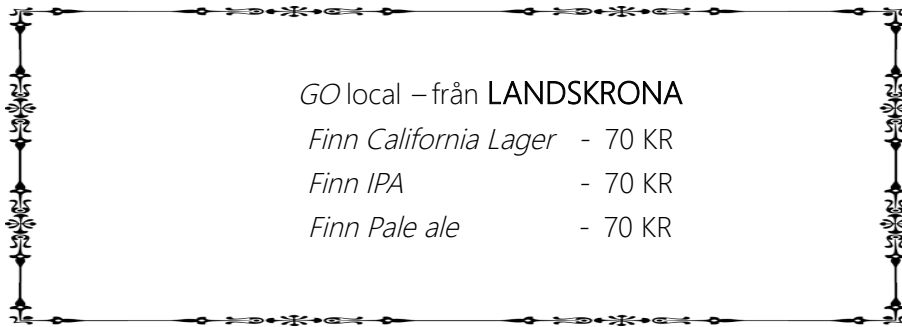 GO local – från LANDSKRONA
Finn California Lager - 70 KR
Finn IPA - 70 KR
Finn Pale ale - 70 KR